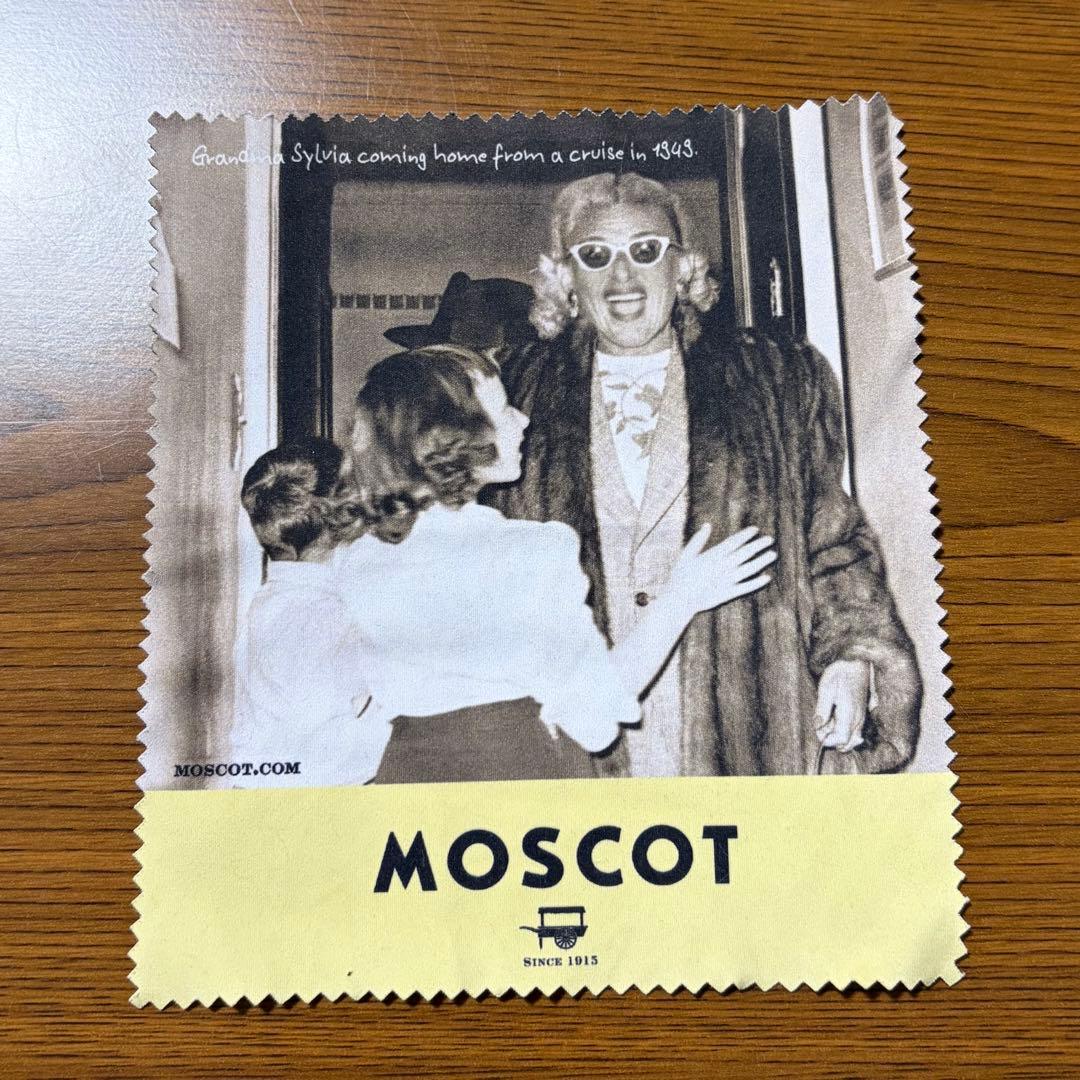 Grandma Sylvia coming home from a cruise in 1949.
MOSCOT.COM
MOSCOT
SINCE 1915